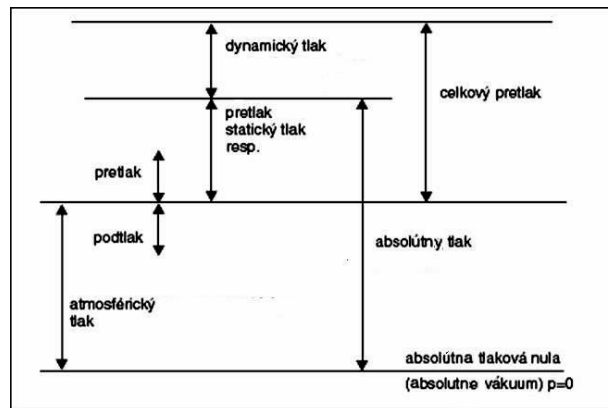 dynamický tlak
celkový pretlak
pretlak
statický tlak
resp.
pretlak
podtlak
absolútny tlak
atmosférický
tlak
absolútna tlaková nula
(absolutne vákuum) p=0